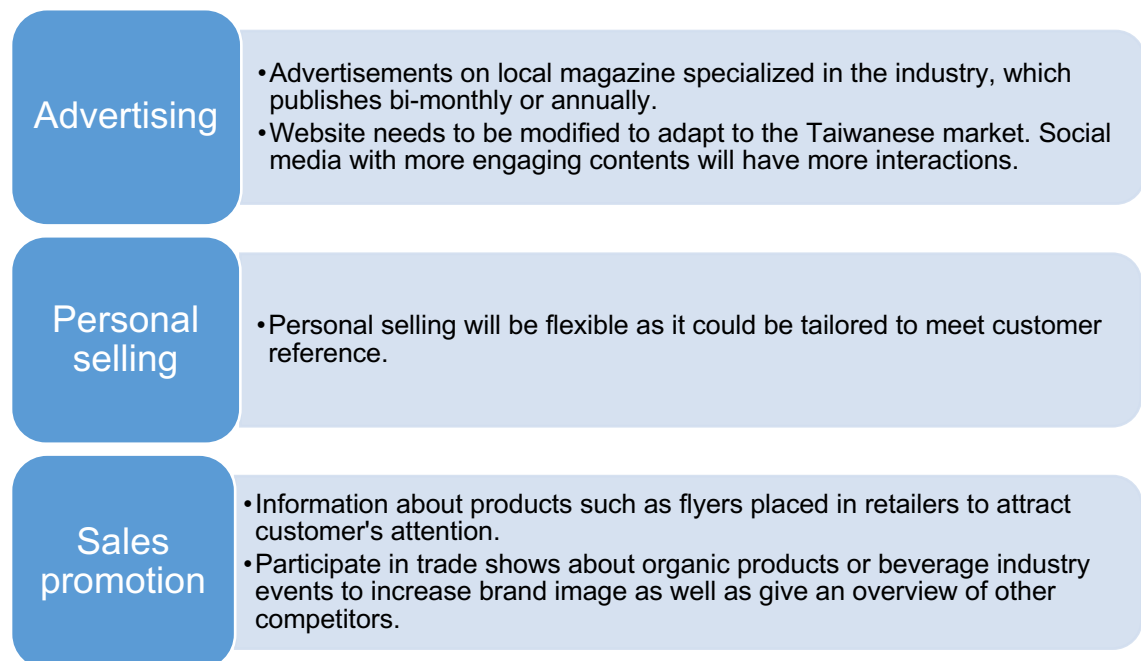 Advertising
•Advertisements on local magazine specialized in the industry, which
publishes bi-monthly or annually.
•Website needs to be modified to adapt to the Taiwanese market. Social
media with more engaging contents will have more interactions.
Personal
selling
•Personal selling will be flexible as it could be tailored to meet customer
reference.
Sales
promotion
•Information about products such as flyers placed in retailers to attract
customer's attention.
•Participate in trade shows about organic products or beverage industry
events to increase brand image as well as give an overview of other
competitors.